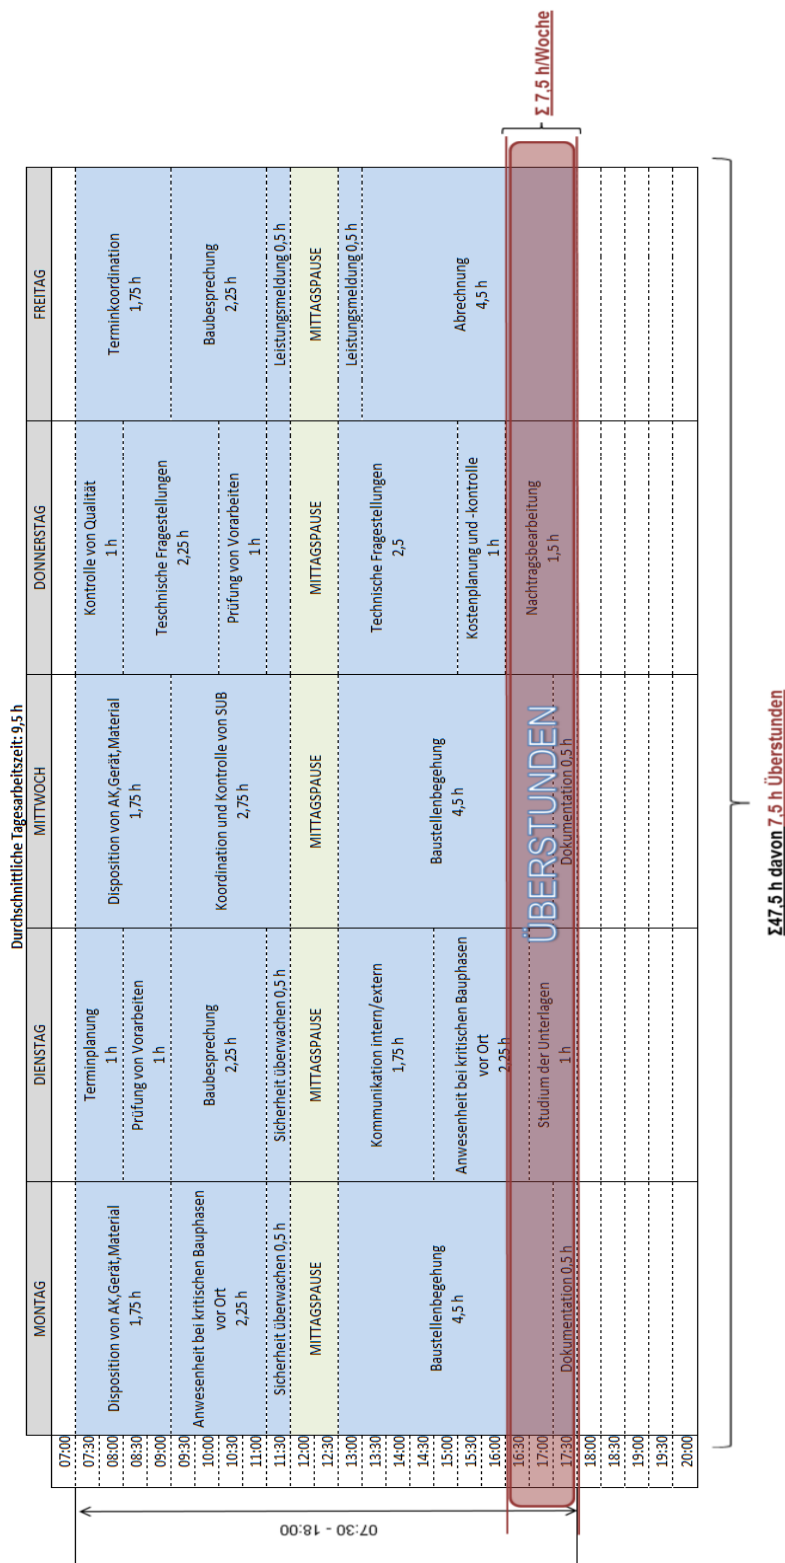 Durchschnittliche Tagesarbeitszeit: 9,5 h
MONTAG
DIENSTAG
MITTWOCH
DONNERSTAG
FREITAG
07:00
07:30
08:00
08:30
09:00
09:30
10:00
10:30
11:00
11:30
12:00
12:30
13:00
13:30
14:00
14:30
15:00
15:30
16:00
16:30
17:00
17:30
18:00
18:30
19:00
19:30
20:00
07:30 - 18:00
Disposition von AK,Gerät,Material
1,75 h
Anwesenheit bei kritischen Bauphasen
vor Ort
2,25 h
Sicherheit überwachen 0,5 h
MITTAGSPAUSE
Baustellenbegehung
4,5 h
Dokumentation 0,5 h
Terminplanung
1 h
Prüfung von Vorarbeiten
1 h
Baubesprechung
2,25 h
Sicherheit überwachen 0,5 h
MITTAGSPAUSE
Kommunikation intern/extern
1,75 h
Anwesenheit bei kritischen Bauphasen
vor Ort
2,25 h
Studium der Unterlagen
1 h
Disposition von AK,Gerät,Material
1,75 h
Koordination und Kontrolle von SUB
2,75 h
MITTAGSPAUSE
Baustellenbegehung
4,5 h
ÜBERSTUNDEN
Dokumentation 0,5 h
Kontrolle von Qualität
1 h
Teschnische Fragestellungen
2,25 h
Prüfung von Vorarbeiten
1 h
MITTAGSPAUSE
Technische Fragestellungen
2,5
Kostenplanung und -kontrolle
1 h
Nachtragsbearbeitung
1,5 h
Terminkoordination
1,75 h
Baubesprechung
2,25 h
Leistungsmeldung 0,5 h
MITTAGSPAUSE
Leistungsmeldung 0,5 h
Abrechnung
4,5 h
Σ 7,5 h/Woche
Σ47,5 h davon 7,5 h Überstunden